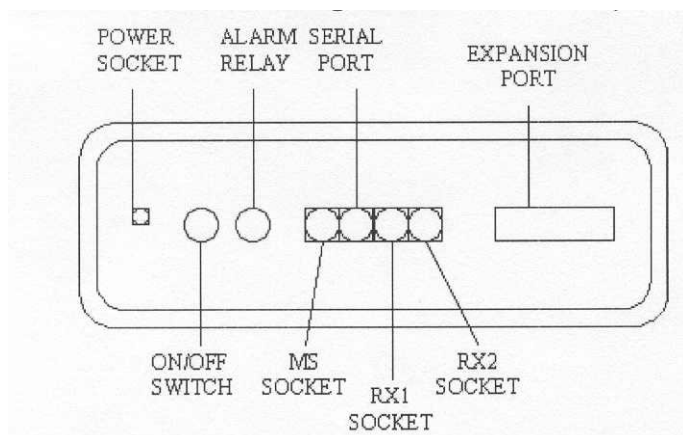 POWER
SOCKET
ALARM
RELAY
SERIAL
PORT
EXPANSION
PORT
ON/OFF
SWITCH
MS
SOCKET
RX1
SOCKET
RX2
SOCKET